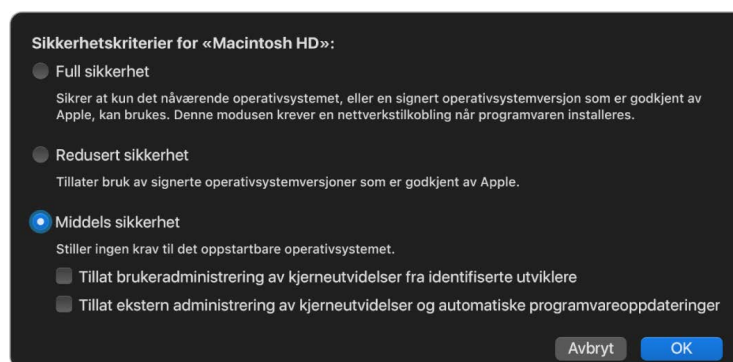 Sikkerhetskriterier for «Macintosh HD»:
Full sikkerhet
Sikrer at kun det nåværende operativsystemet, eller en signert operativsystemversjon som er godkjent av
Apple, kan brukes. Denne modusen krever en nettverkstilkobling når programvaren installeres.
Redusert sikkerhet
Tillater bruk av signerte operativsystemversjoner som er godkjent av Apple.
Middels sikkerhet
Stiller ingen krav til det oppstartbare operativsystemet.
Tillat brukeradministrering av kjerneutvidelser fra identifiserte utviklere
Tillat ekstern administrering av kjerneutvidelser og automatiske programvareoppdateringer
Avbryt OK